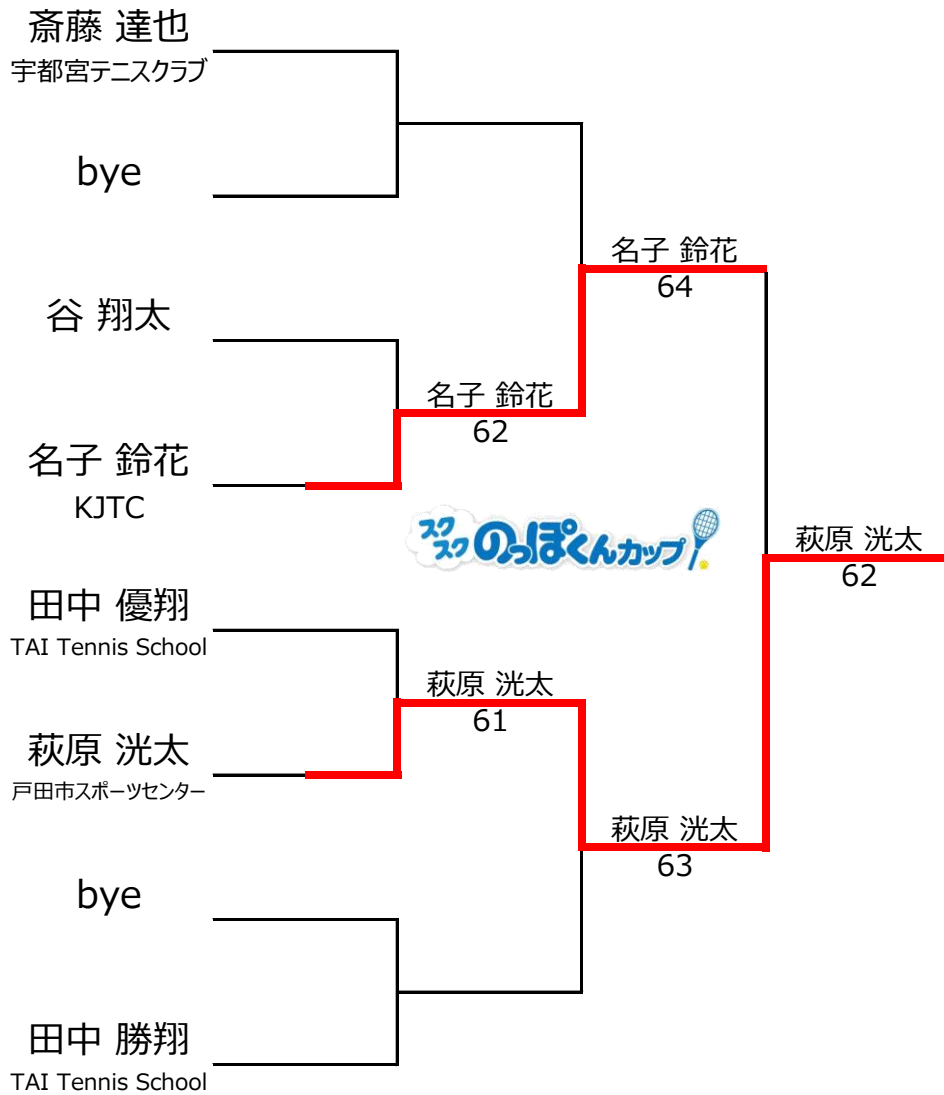 斎藤 達也
宇都宮テニスクラブ
bye
谷 翔太
名子 鈴花
KJTC
田中 優翔
TAI Tennis School
萩原 洸太
戸田市スポーツセンター
bye
田中 勝翔
TAI Tennis School
名子 鈴花
62
萩原 洸太
61
名子 鈴花
64
萩原 洸太
63
萩原 洸太
62
スク
スク のっぽくんカップ